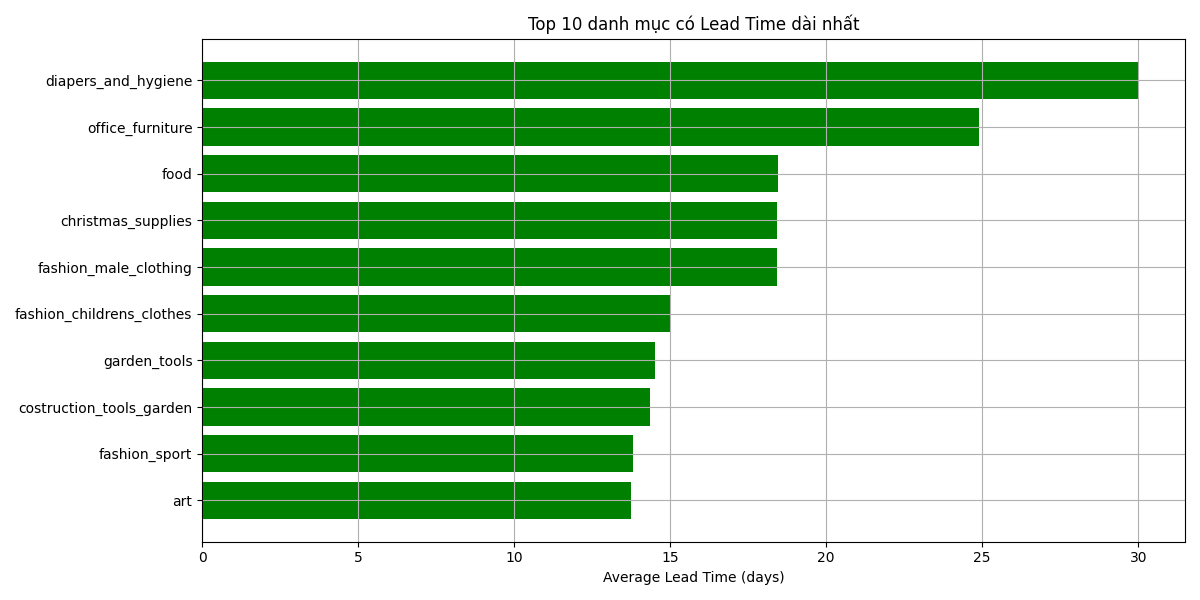 Top 10 danh mục có Lead Time dài nhất
diapers_and_hygiene
office_furniture
food
christmas_supplies
fashion_male_clothing
fashion_childrens_clothes
garden_tools
costruction_tools_garden
fashion_sport
art
0 5 10 15 20 25 30
Average Lead Time (days)